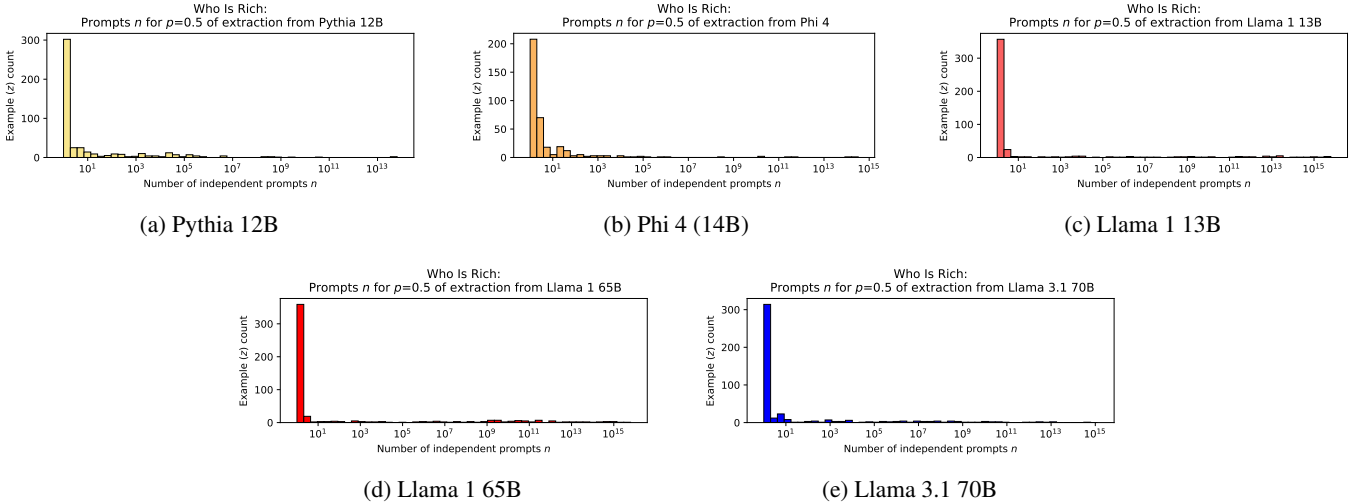 Who Is Rich:
Prompts n for p=0.5 of extraction from Pythia 12B
300
200
100
0
10^1
10^3
10^5
10^7
10^9
10^11
10^13
Example (z) count
Number of independent prompts n
(a) Pythia 12B
Who Is Rich:
Prompts n for p=0.5 of extraction from Phi 4
200
150
100
50
0
10^1
10^3
10^5
10^7
10^9
10^11
10^13
10^15
Example (z) count
Number of independent prompts n
(b) Phi 4 (14B)
Who Is Rich:
Prompts n for p=0.5 of extraction from Llama 1 13B
300
200
100
0
10^1
10^3
10^5
10^7
10^9
10^11
10^13
10^15
Example (z) count
Number of independent prompts n
(c) Llama 1 13B
Who Is Rich:
Prompts n for p=0.5 of extraction from Llama 1 65B
300
200
100
0
10^1
10^3
10^5
10^7
10^9
10^11
10^13
10^15
Example (z) count
Number of independent prompts n
(d) Llama 1 65B
Who Is Rich:
Prompts n for p=0.5 of extraction from Llama 3.1 70B
300
200
100
0
10^1
10^3
10^5
10^7
10^9
10^11
10^13
10^15
Example (z) count
Number of independent prompts n
(e) Llama 3.1 70B